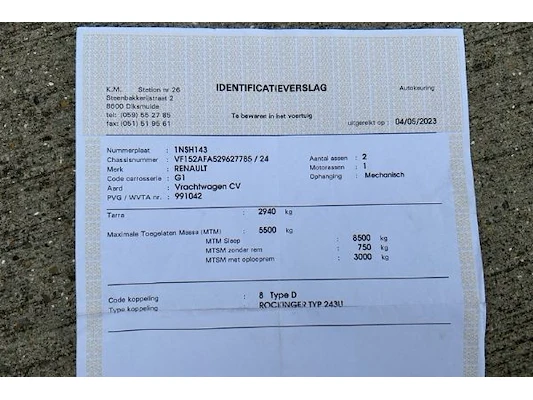 IDENTIFICATIEVERSLAG
Autokeuring
K.M. Station nr 26
Steenbakkerijstraat 2
8600 Diksmuide
tel: (059) 55 27 85
fax: (051) 51 95 61
Te bewaren in het voertuig
uitgereikt op : 04/05/2023
Nummerplaat : 1NSH143
Chassisnummer : VF152AFA529627785 / 24
Merk : RENAULT
Code carrosserie : G1
Aard : Vrachtwagen CV
PVG / WVTA nr. : 991042
Aantal assen : 2
Motorassen : 1
Ophanging : Mechanisch
Tarra : 2940 kg
Maximale Toegelaten Massa (MTM) : 5500 kg
MTM Sleep : 8500 kg
MTSM zonder rem : 750 kg
MTSM met oplooprem : 3000 kg
Code koppeling : 8 Type D
Type koppeling ROCKINGER TYP 243U